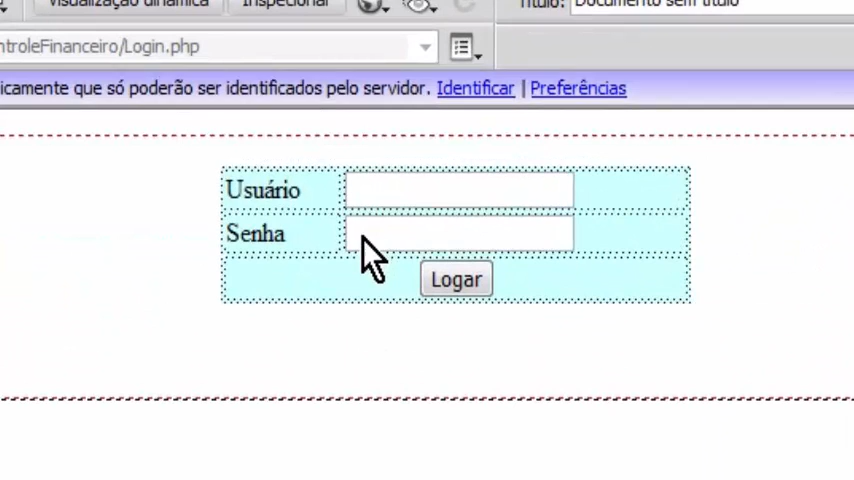 Visualização dinâmica Inspecional Título: Documento sem título
ntroleFinanceiro/Login.php
icamente que só poderão ser identificados pelo servidor. Identificar | Preferências
Usuário
Senha
Logar